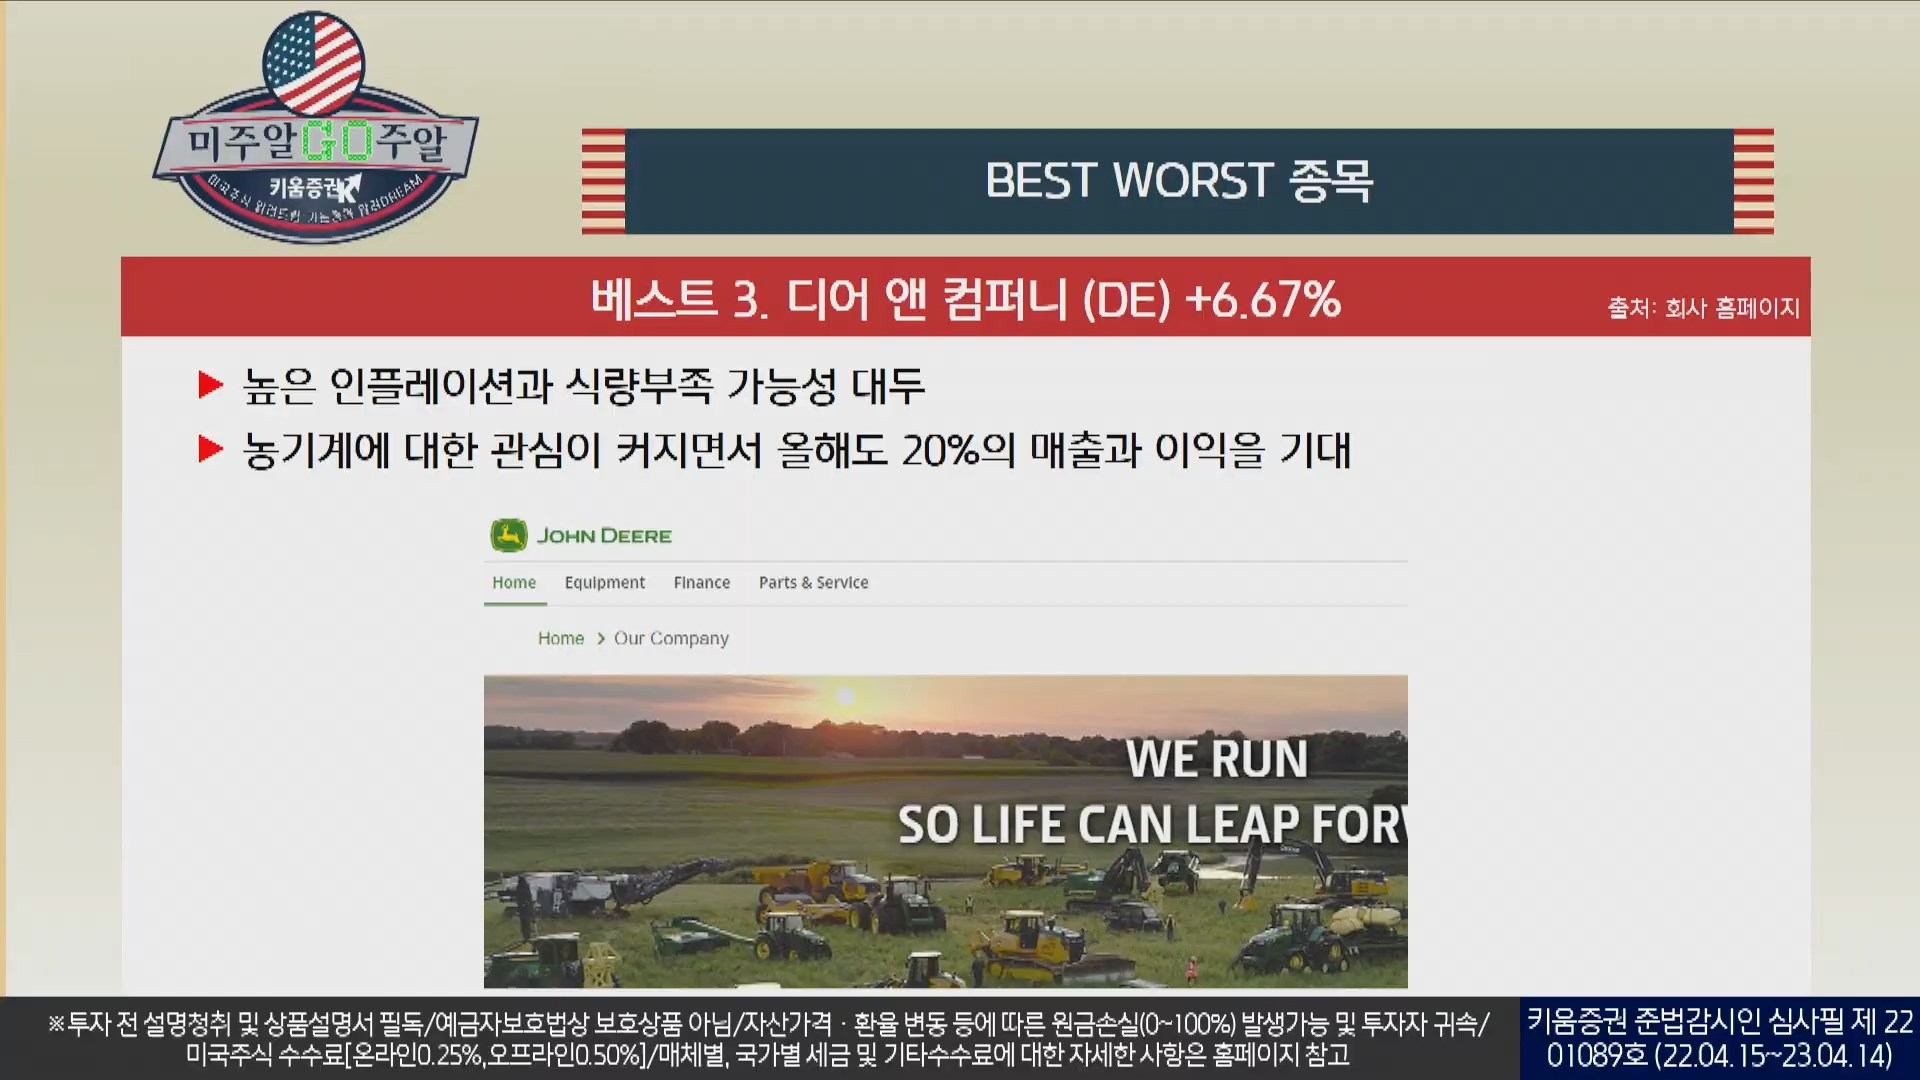 미주알GO주알
키움증권
BEST WORST 종목
베스트 3. 디어 앤 컴퍼니 (DE) +6.67%
출처: 회사 홈페이지
▶ 높은 인플레이션과 식량부족 가능성 대두
▶ 농기계에 대한 관심이 커지면서 올해도 20%의 매출과 이익을 기대
JOHN DEERE
Home Equipment Finance Parts & Service
Home > Our Company
WE RUN
SO LIFE CAN LEAP FOR
※투자 전 설명청취 및 상품설명서 필독/예금자보호법상 보호상품 아님/자산가격 · 환율 변동 등에 따른 원금손실(0~100%) 발생가능 및 투자자 귀속/
미국주식 수수료[온라인0.25%,오프라인0.50%]/매체별, 국가별 세금 및 기타수수료에 대한 자세한 사항은 홈페이지 참고
키움증권 준법감시인 심사필 제 22
01089호 (22.04.15~23.04.14)